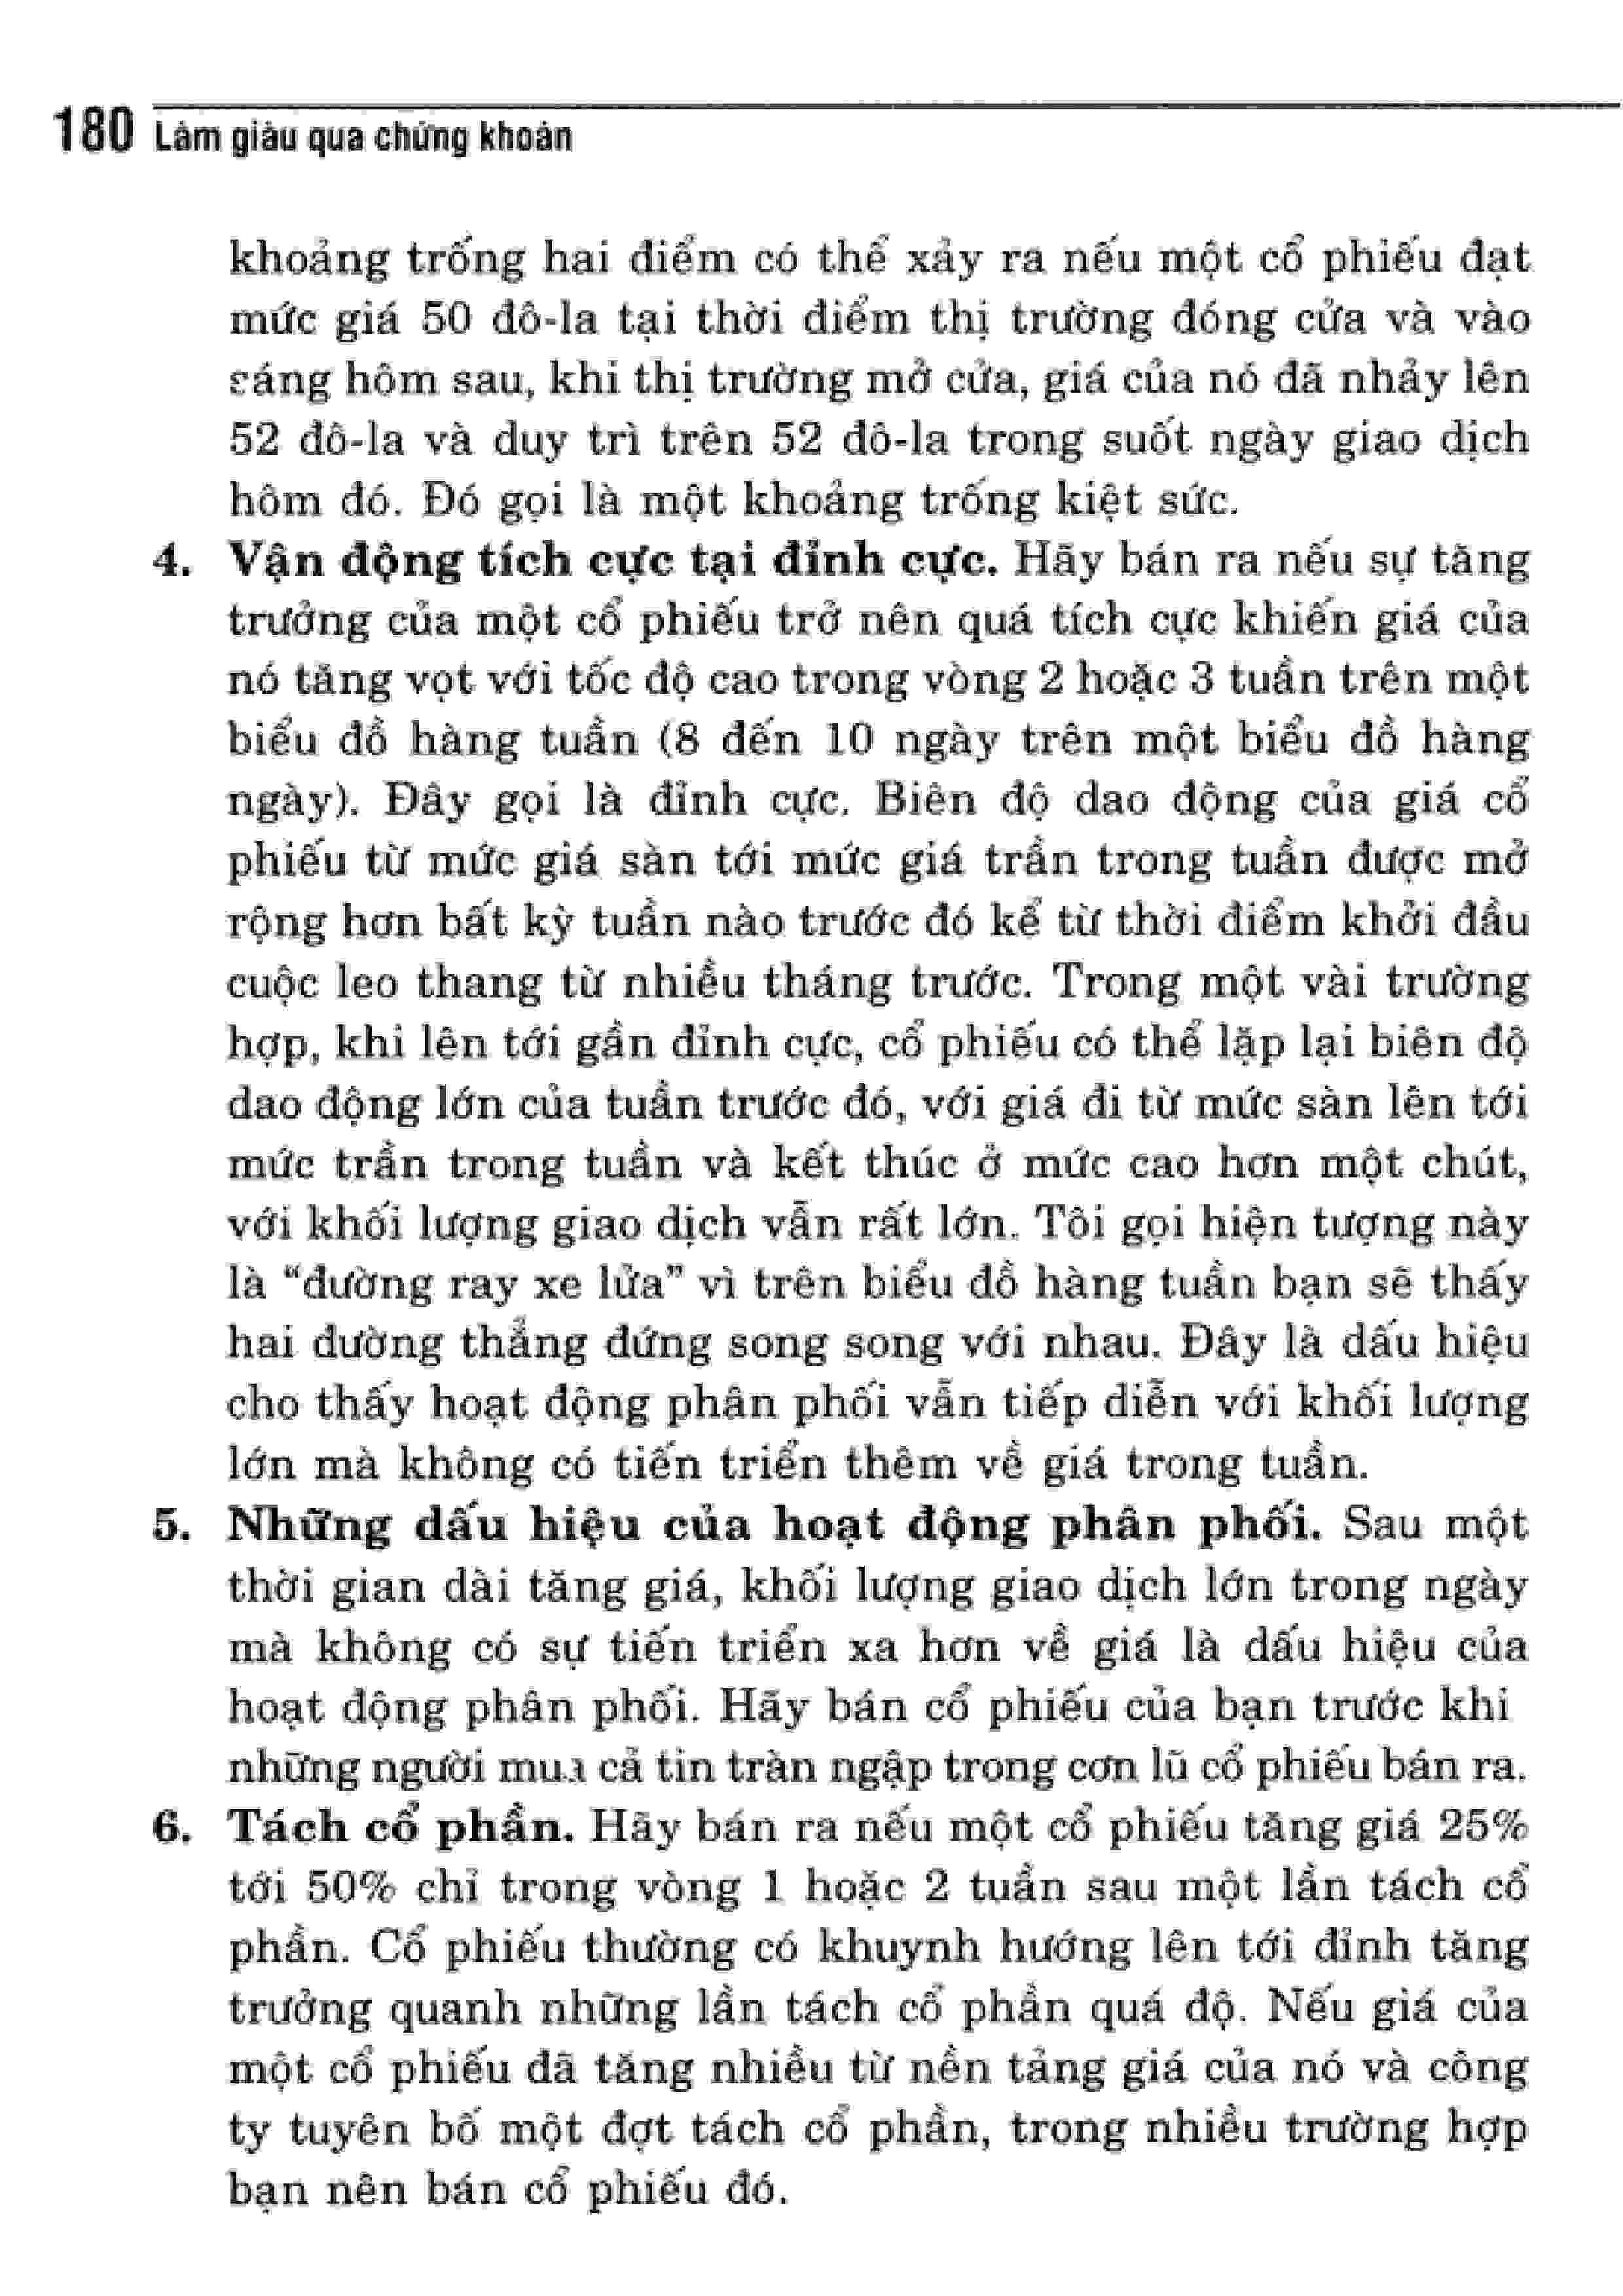 180 Làm giàu qua chứng khoán
khoảng trống hai điểm có thể xảy ra nếu một cổ phiếu đạt
mức giá 50 đô-la tại thời điểm thị trường đóng cửa và vào
sáng hôm sau, khi thị trường mở cửa, giá của nó đã nhảy lên
52 đô-la và duy trì trên 52 đô-la trong suốt ngày giao dịch
hôm đó. Đó gọi là một khoảng trống kiệt sức.
4. Vận động tích cực tại đỉnh cực. Hãy bán ra nếu sự tăng
trưởng của một cổ phiếu trở nên quá tích cực khiến giá của
nó tăng vọt với tốc độ cao trong vòng 2 hoặc 3 tuần trên một
biểu đồ hàng tuần (8 đến 10 ngày trên một biểu đồ hàng
ngày). Đây gọi là đỉnh cực. Biên độ dao động của giá cổ
phiếu từ mức giá sàn tới mức giá trần trong tuần được mở
rộng hơn bất kỳ tuần nào trước đó kể từ thời điểm khởi đầu
cuộc leo thang từ nhiều tháng trước. Trong một vài trường
hợp, khi lên tới gần đỉnh cực, cổ phiếu có thể lặp lại biên độ
dao động lớn của tuần trước đó, với giá đi từ mức sàn lên tới
mức trần trong tuần và kết thúc ở mức cao hơn một chút,
với khối lượng giao dịch vẫn rất lớn. Tôi gọi hiện tượng này
là “đường ray xe lửa” vì trên biểu đồ hàng tuần bạn sẽ thấy
hai đường thẳng đứng song song với nhau. Đây là dấu hiệu
cho thấy hoạt động phân phối vẫn tiếp diễn với khối lượng
lớn mà không có tiến triển thêm về giá trong tuần.
5. Những dấu hiệu của hoạt động phân phối. Sau một
thời gian dài tăng giá, khối lượng giao dịch lớn trong ngày
mà không có sự tiến triển xa hơn về giá là dấu hiệu của
hoạt động phân phối. Hãy bán cổ phiếu của bạn trước khi
những người mua cả tin tràn ngập trong cơn lũ cổ phiếu bán ra.
6. Tách cổ phần. Hãy bán ra nếu một cổ phiếu tăng giá 25%
tới 50% chỉ trong vòng 1 hoặc 2 tuần sau một lần tách cổ
phần. Cổ phiếu thường có khuynh hướng lên tới đỉnh tăng
trưởng quanh những lần tách cổ phần quá độ. Nếu giá của
một cổ phiếu đã tăng nhiều từ nền tảng giá của nó và công
ty tuyên bố một đợt tách cổ phần, trong nhiều trường hợp
bạn nên bán cổ phiếu đó.